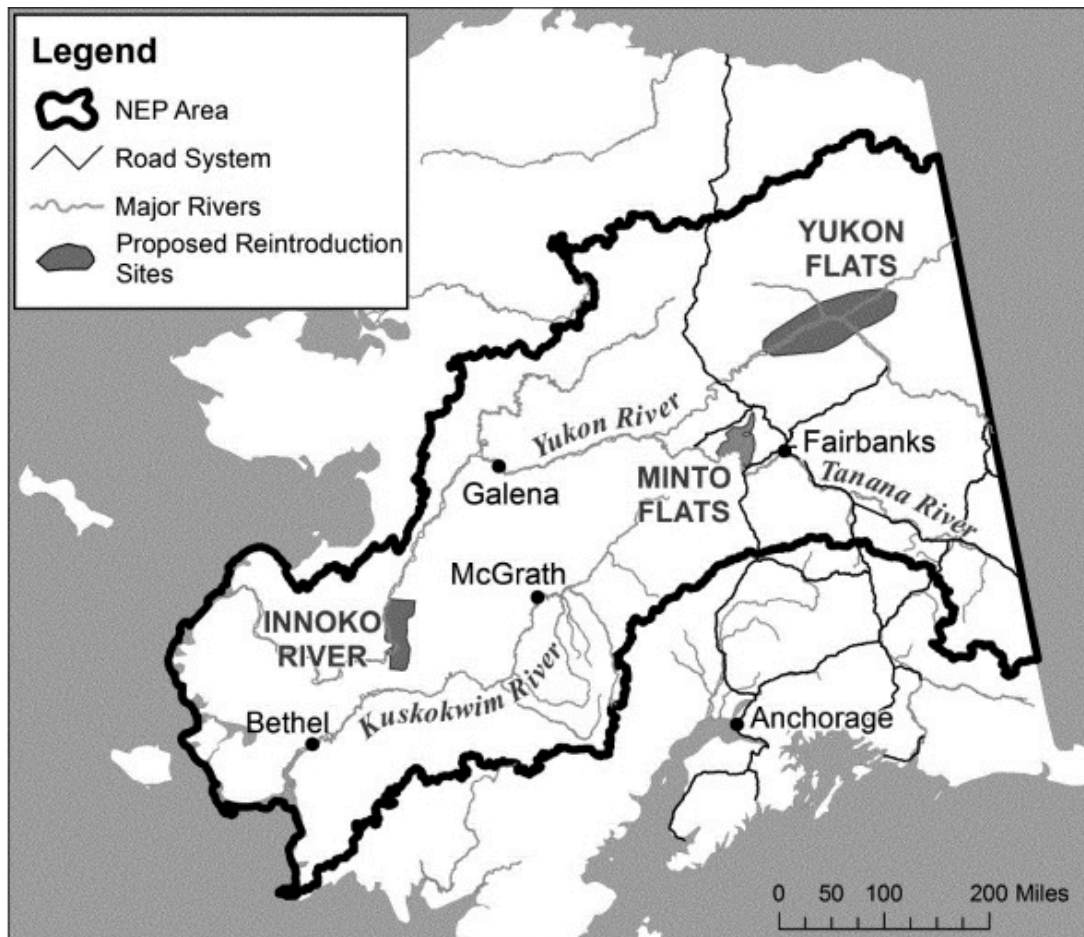 Legend
NEP Area
Road System
Major Rivers
Proposed Reintroduction
Sites
YUKON
FLATS
Yukon River
Fairbanks
Galena
MINTO
FLATS
Tanana River
McGrath
INNOKO
RIVER
Kuskokwim River
Bethel
Anchorage
0 50 100 200 Miles